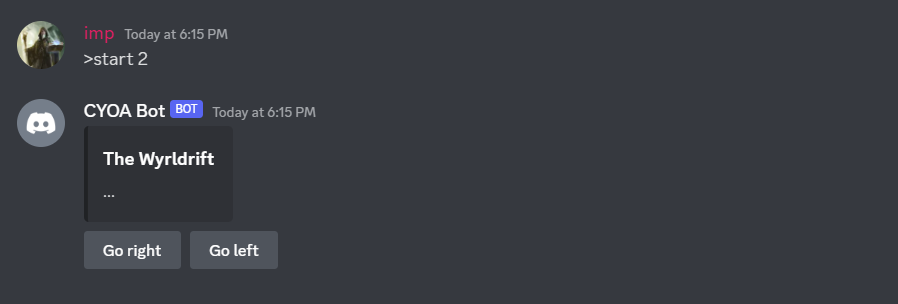 imp Today at 6:15 PM
>start 2
CYOA Bot BOT Today at 6:15 PM
The Wyrldrift
...
Go right Go left